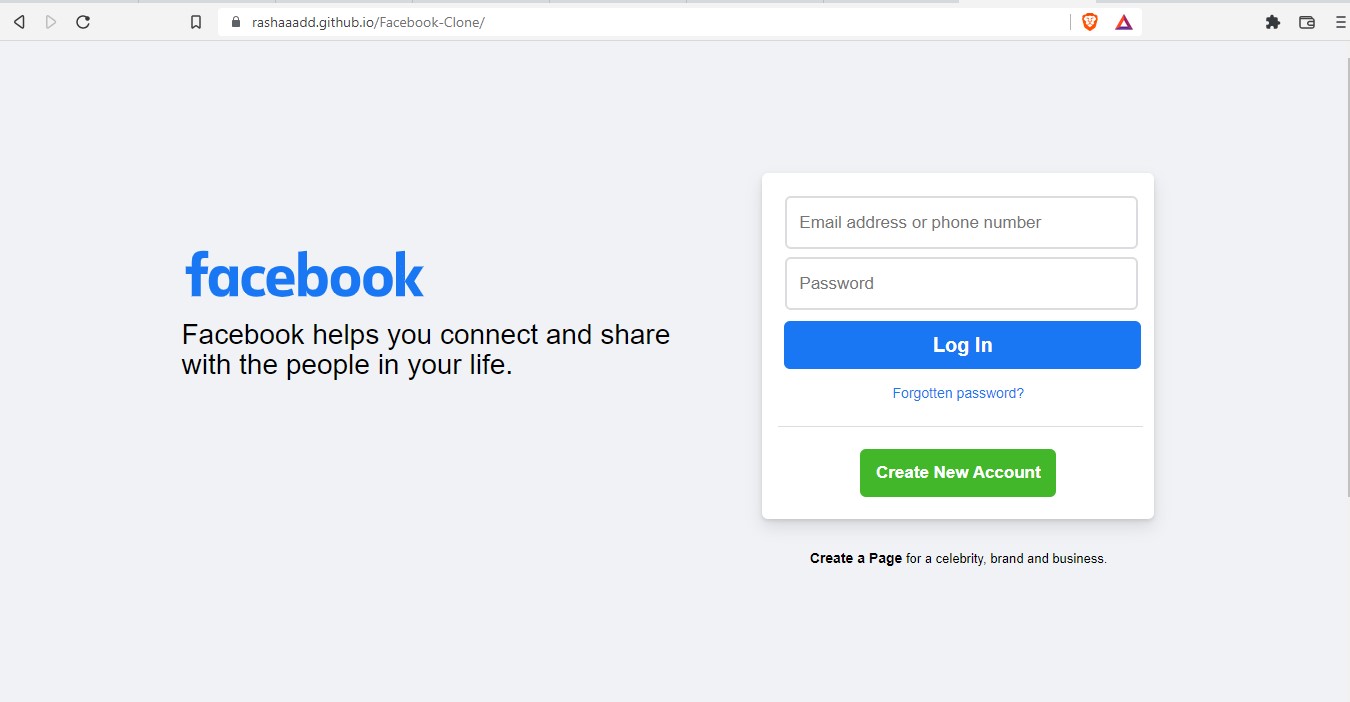 rashaaadd.github.io/Facebook-Clone/
facebook
Facebook helps you connect and share
with the people in your life.
Email address or phone number
Password
Log In
Forgotten password?
Create New Account
Create a Page for a celebrity, brand and business.